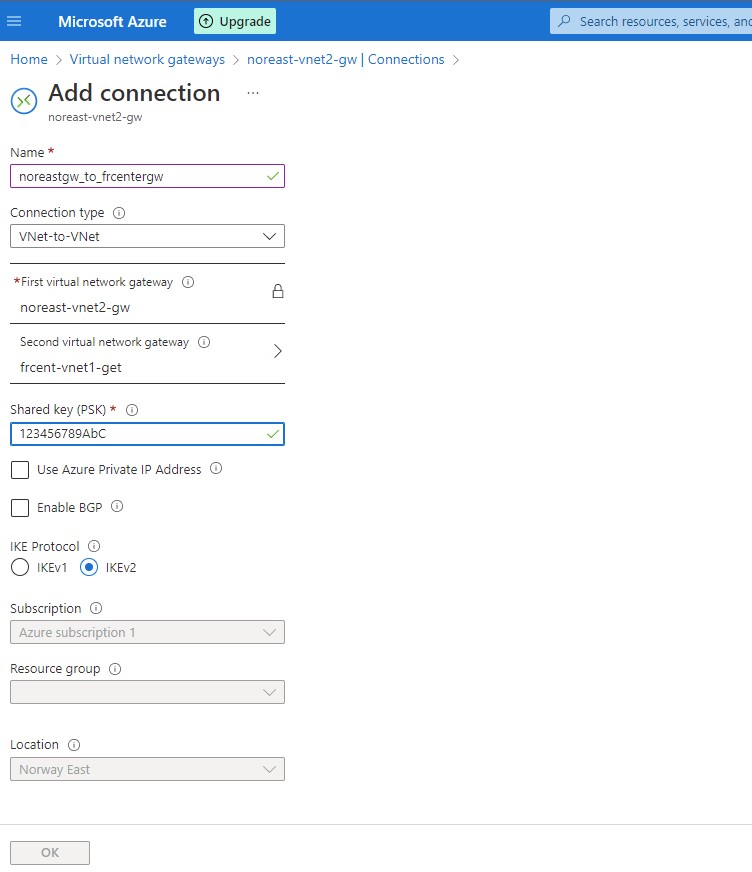 Microsoft Azure
Upgrade
Search resources, services, and
Home > Virtual network gateways > noreast-vnet2-gw | Connections >
Add connection ...
noreast-vnet2-gw
Name *
noreastgw_to_frcentergw
Connection type
VNet-to-VNet
*First virtual network gateway
noreast-vnet2-gw
Second virtual network gateway
frcent-vnet1-get
Shared key (PSK) *
123456789AbC
Use Azure Private IP Address
Enable BGP
IKE Protocol
IKEv1 IKEv2
Subscription
Azure subscription 1
Resource group
Location
Norway East
OK